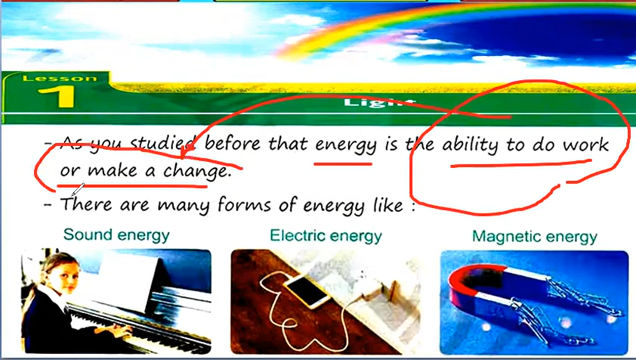 Lesson
1
Light
- As you studied before that energy is the ability to do work
or make a change.
- There are many forms of energy like :
Sound energy Electric energy Magnetic energy